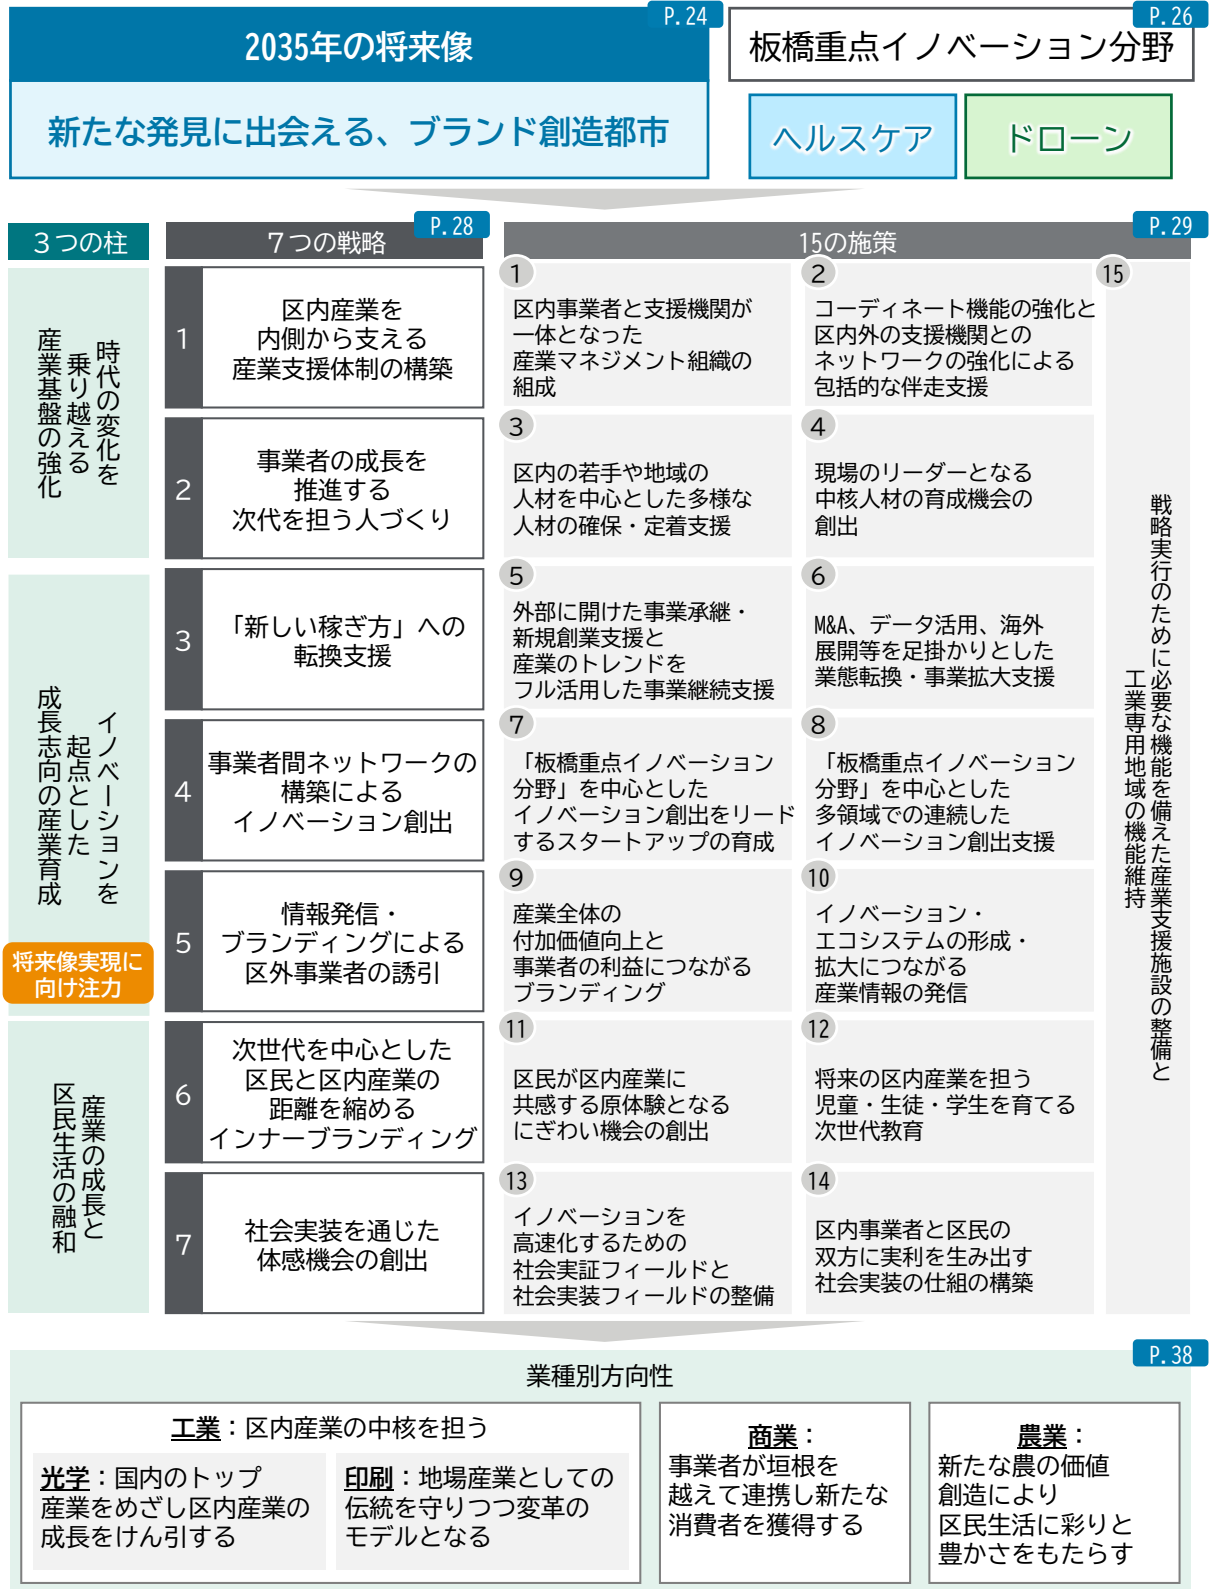 P.24
2035年の将来像
新たな発見に出会える、ブランド創造都市
P.26
板橋重点イノベーション分野
ヘルスケア
ドローン
3つの柱
P.28
7つの戦略
P.29
15の施策
時代の変化を
乗り越える
産業基盤の強化
1
区内産業を
内側から支える
産業支援体制の構築
①
区内事業者と支援機関が
一体となった
産業マネジメント組織の
組成
②
コーディネート機能の強化と
区内外の支援機関との
ネットワークの強化による
包括的な伴走支援
2
事業者の成長を
推進する
次代を担う人づくり
③
区内の若手や地域の
人材を中心とした多様な
人材の確保・定着支援
④
現場のリーダーとなる
中核人材の育成機会の
創出
イノベーションを
起点とした
成長志向の産業育成
将来像実現に
向け注力
3
「新しい稼ぎ方」への
転換支援
⑤
外部に開けた事業承継・
新規創業支援と
産業のトレンドを
フル活用した事業継続支援
⑥
M&A、データ活用、海外
展開等を足掛かりとした
業態転換・事業拡大支援
4
事業者間ネットワークの
構築による
イノベーション創出
⑦
「板橋重点イノベーション
分野」を中心とした
イノベーション創出をリード
するスタートアップの育成
⑧
「板橋重点イノベーション
分野」を中心とした
多領域での連続した
イノベーション創出支援
5
情報発信・
ブランディングによる
区外事業者の誘引
⑨
産業全体の
付加価値向上と
事業者の利益につながる
ブランディング
⑩
イノベーション・
エコシステムの形成・
拡大につながる
産業情報の発信
産業の成長と
区民生活の融和
6
次世代を中心とした
区民と区内産業の
距離を縮める
インナーブランディング
⑪
区民が区内産業に
共感する原体験となる
にぎわい機会の創出
⑫
将来の区内産業を担う
児童・生徒・学生を育てる
次世代教育
7
社会実装を通じた
体感機会の創出
⑬
イノベーションを
高速化するための
社会実証フィールドと
社会実装フィールドの整備
⑭
区内事業者と区民の
双方に実利を生み出す
社会実装の仕組の構築
⑮
戦略実行のために必要な機能を備えた産業支援施設の整備と
工業専用地域の機能維持
P.38
業種別方向性
工業：区内産業の中核を担う
光学：国内のトップ
産業をめざし区内産業の
成長をけん引する
印刷：地場産業としての
伝統を守りつつ変革の
モデルとなる
商業：
事業者が垣根を
越えて連携し新たな
消費者を獲得する
農業：
新たな農の価値
創造により
区民生活に彩りと
豊かさをもたらす